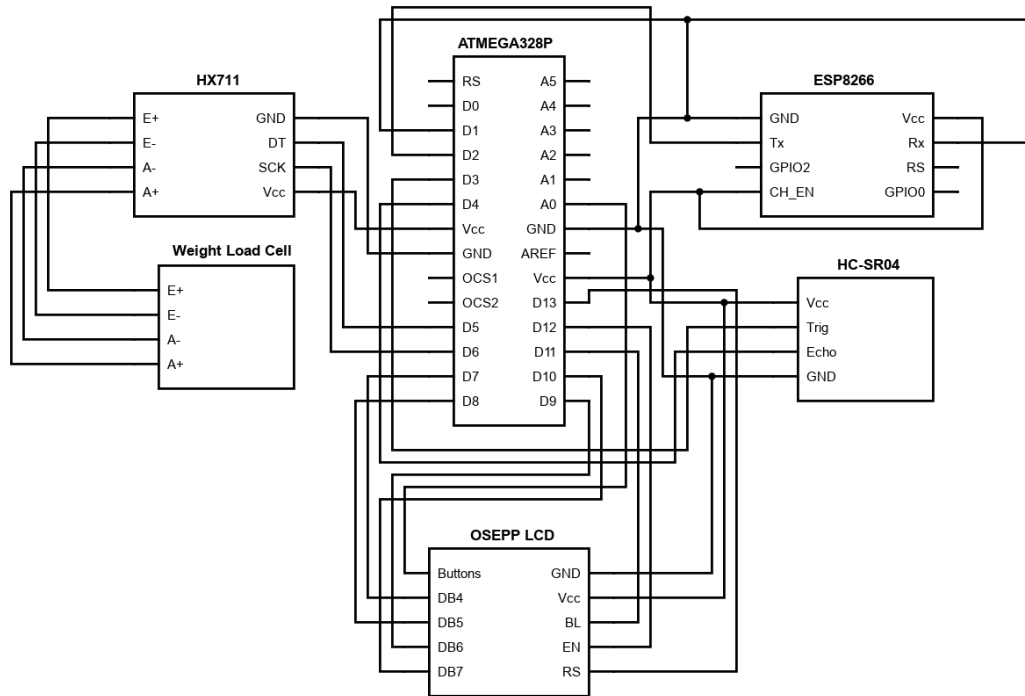 ATMEGA328P
RS
D0
D1
D2
D3
D4
Vcc
GND
OCS1
OCS2
D5
D6
D7
D8
A5
A4
A3
A2
A1
A0
GND
AREF
Vcc
D13
D12
D11
D10
D9
HX711
E+
E-
A-
A+
GND
DT
SCK
Vcc
Weight Load Cell
E+
E-
A-
A+
ESP8266
GND
Tx
GPIO2
CH_EN
Vcc
Rx
RS
GPIO0
HC-SR04
Vcc
Trig
Echo
GND
OSEPP LCD
Buttons
DB4
DB5
DB6
DB7
GND
Vcc
BL
EN
RS